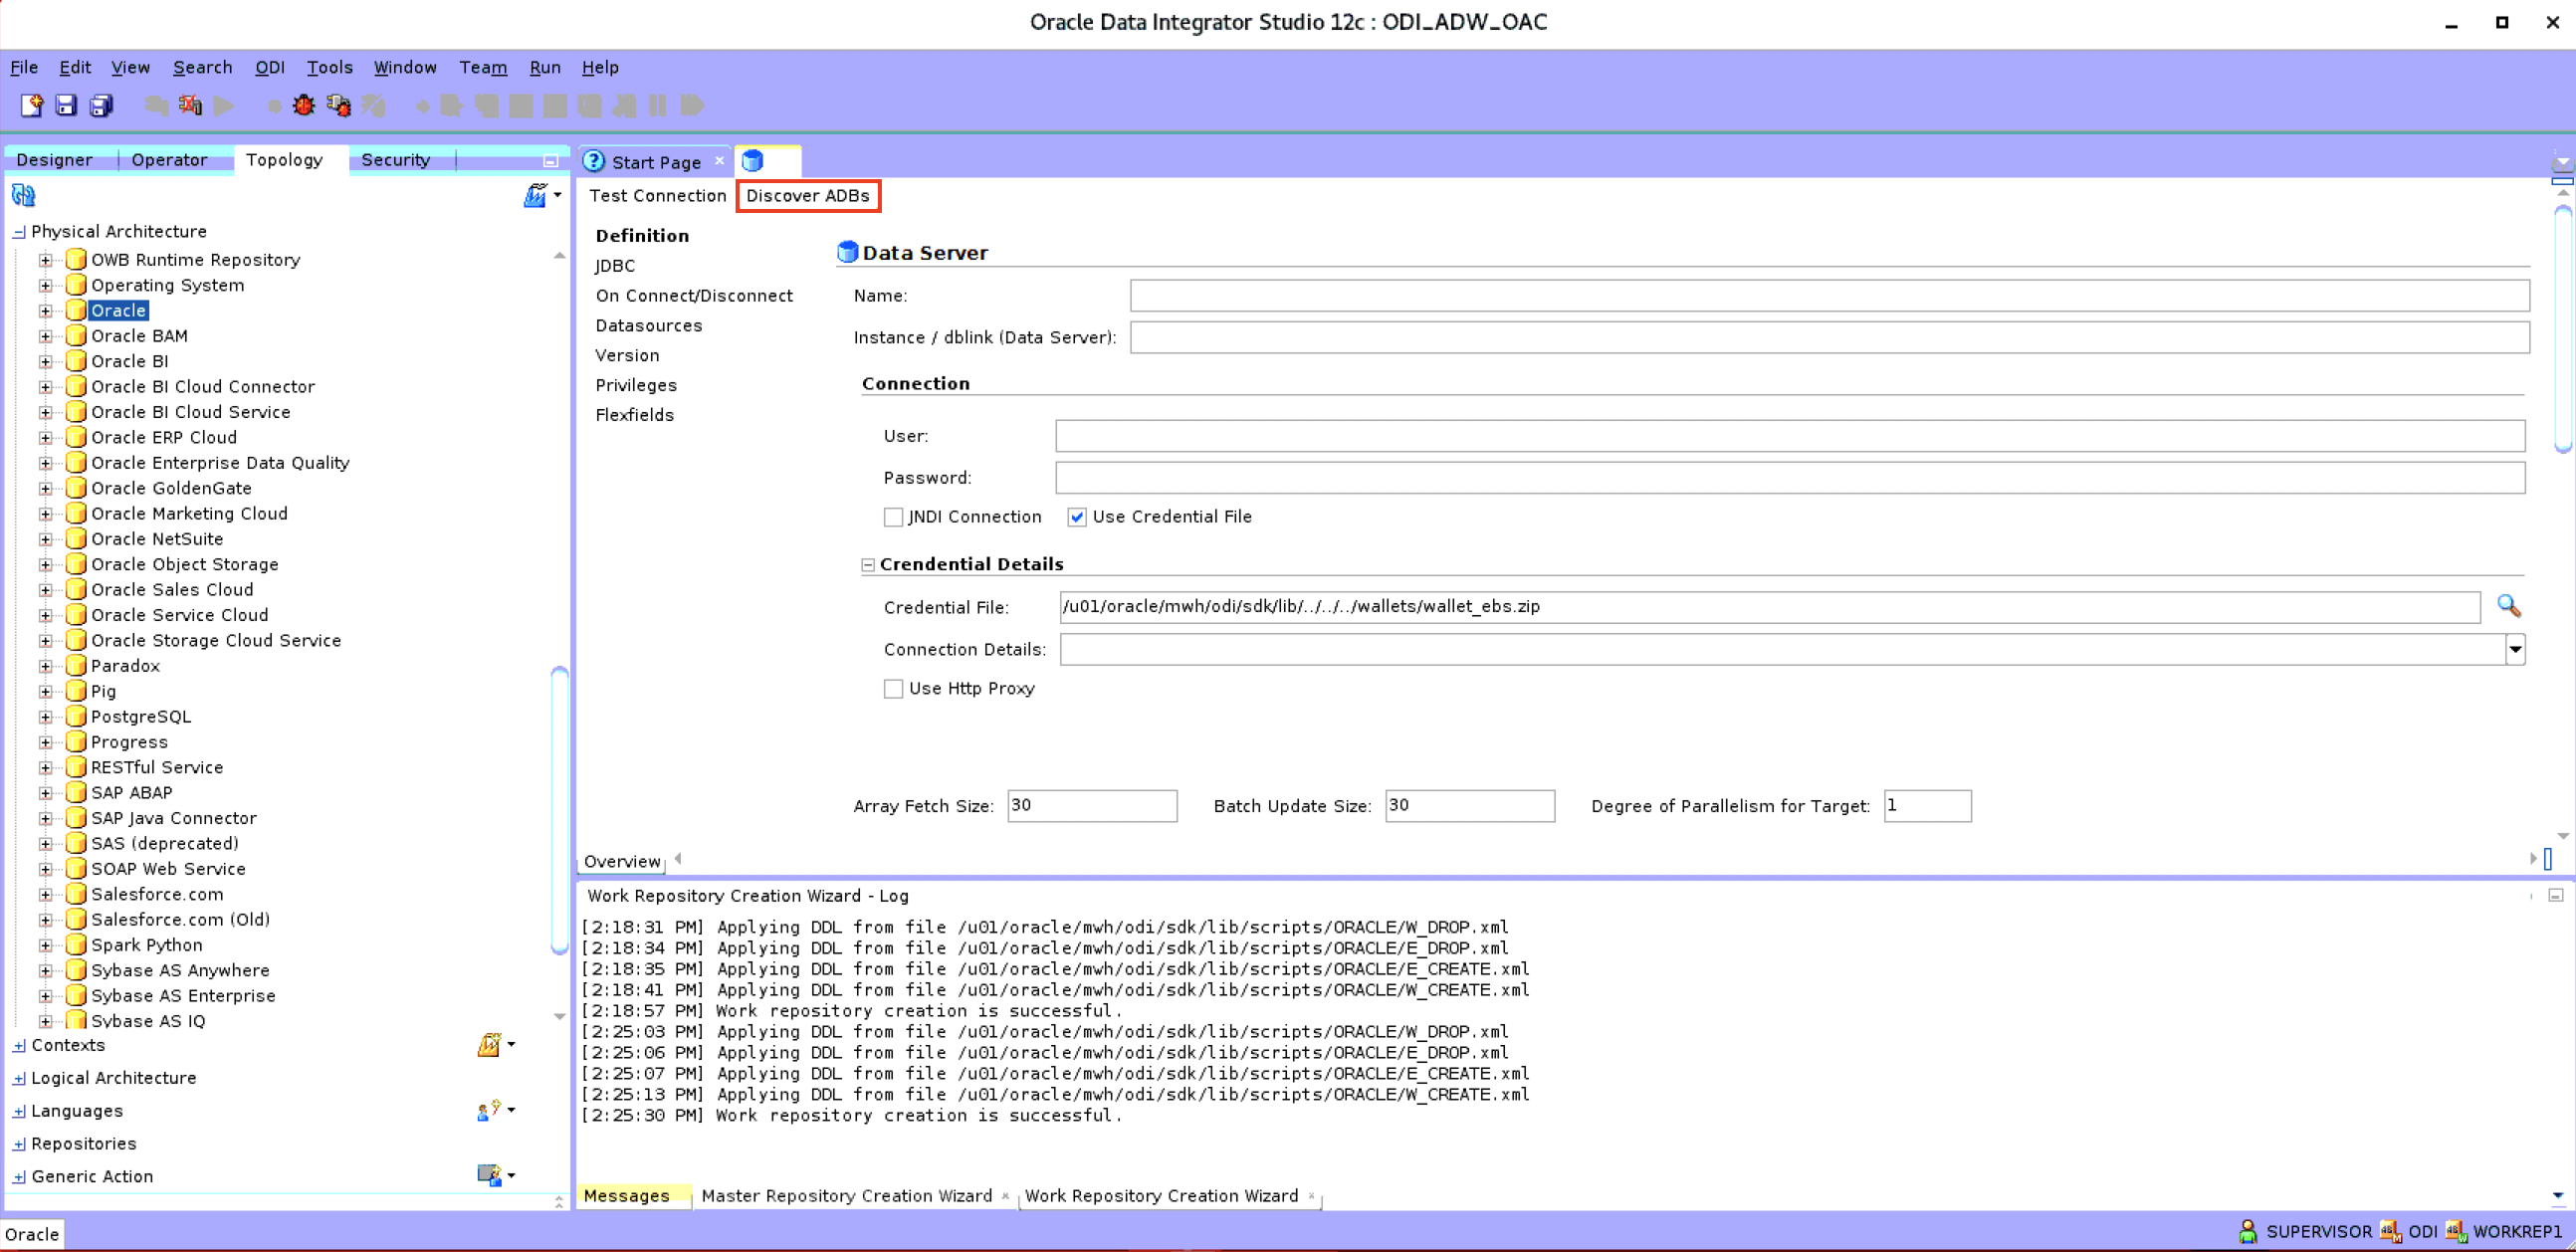 Oracle Data Integrator Studio 12c : ODI_ADW_OAC
File Edit View Search ODI Tools Window Team Run Help
Designer Operator Topology Security
Start Page
Test Connection Discover ADBs
Physical Architecture
OWB Runtime Repository
Operating System
Oracle
Oracle BAM
Oracle BI
Oracle BI Cloud Connector
Oracle BI Cloud Service
Oracle ERP Cloud
Oracle Enterprise Data Quality
Oracle GoldenGate
Oracle Marketing Cloud
Oracle NetSuite
Oracle Object Storage
Oracle Sales Cloud
Oracle Service Cloud
Oracle Storage Cloud Service
Paradox
Pig
PostgreSQL
Progress
RESTful Service
SAP ABAP
SAP Java Connector
SAS (deprecated)
SOAP Web Service
Salesforce.com
Salesforce.com (Old)
Spark Python
Sybase AS Anywhere
Sybase AS Enterprise
Sybase AS IQ
Contexts
Logical Architecture
Languages
Repositories
Generic Action
Definition
JDBC
On Connect/Disconnect
Datasources
Version
Privileges
Flexfields
Data Server
Name:
Instance / dblink (Data Server):
Connection
User:
Password:
JNDI Connection Use Credential File
Crendential Details
Credential File: /u01/oracle/mwh/odi/sdk/lib/../../../wallets/wallet_ebs.zip
Connection Details:
Use Http Proxy
Array Fetch Size: 30 Batch Update Size: 30 Degree of Parallelism for Target: 1
Overview
Work Repository Creation Wizard - Log
[2:18:31 PM] Applying DDL from file /u01/oracle/mwh/odi/sdk/lib/scripts/ORACLE/W_DROP.xml
[2:18:34 PM] Applying DDL from file /u01/oracle/mwh/odi/sdk/lib/scripts/ORACLE/E_DROP.xml
[2:18:35 PM] Applying DDL from file /u01/oracle/mwh/odi/sdk/lib/scripts/ORACLE/E_CREATE.xml
[2:18:41 PM] Applying DDL from file /u01/oracle/mwh/odi/sdk/lib/scripts/ORACLE/W_CREATE.xml
[2:18:57 PM] Work repository creation is successful.
[2:25:03 PM] Applying DDL from file /u01/oracle/mwh/odi/sdk/lib/scripts/ORACLE/W_DROP.xml
[2:25:06 PM] Applying DDL from file /u01/oracle/mwh/odi/sdk/lib/scripts/ORACLE/E_DROP.xml
[2:25:07 PM] Applying DDL from file /u01/oracle/mwh/odi/sdk/lib/scripts/ORACLE/E_CREATE.xml
[2:25:13 PM] Applying DDL from file /u01/oracle/mwh/odi/sdk/lib/scripts/ORACLE/W_CREATE.xml
[2:25:30 PM] Work repository creation is successful.
Messages Master Repository Creation Wizard Work Repository Creation Wizard
Oracle
SUPERVISOR ODI WORKREP1